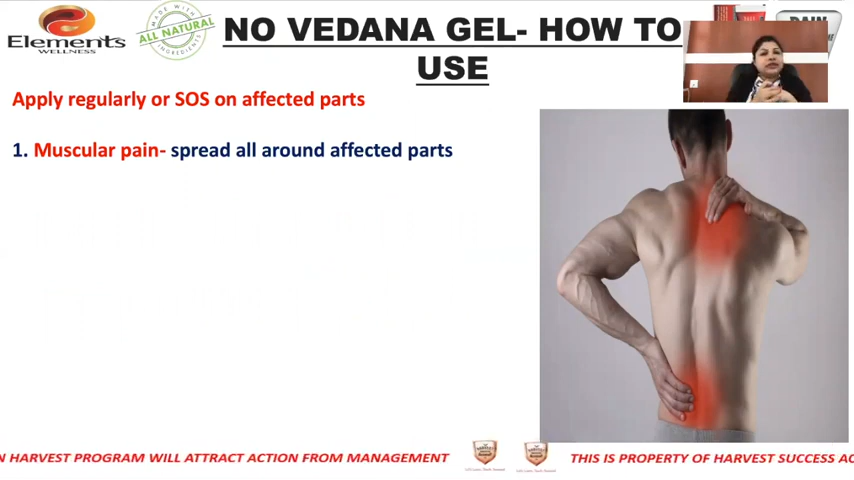 Elements
WELLNESS
MADE WITH
ALL NATURAL
INGREDIENTS
NO VEDANA GEL- HOW TO
USE
PAIN
Apply regularly or SOS on affected parts
1. Muscular pain- spread all around affected parts
N HARVEST PROGRAM WILL ATTRACT ACTION FROM MANAGEMENT
THIS IS PROPERTY OF HARVEST SUCCESS AC